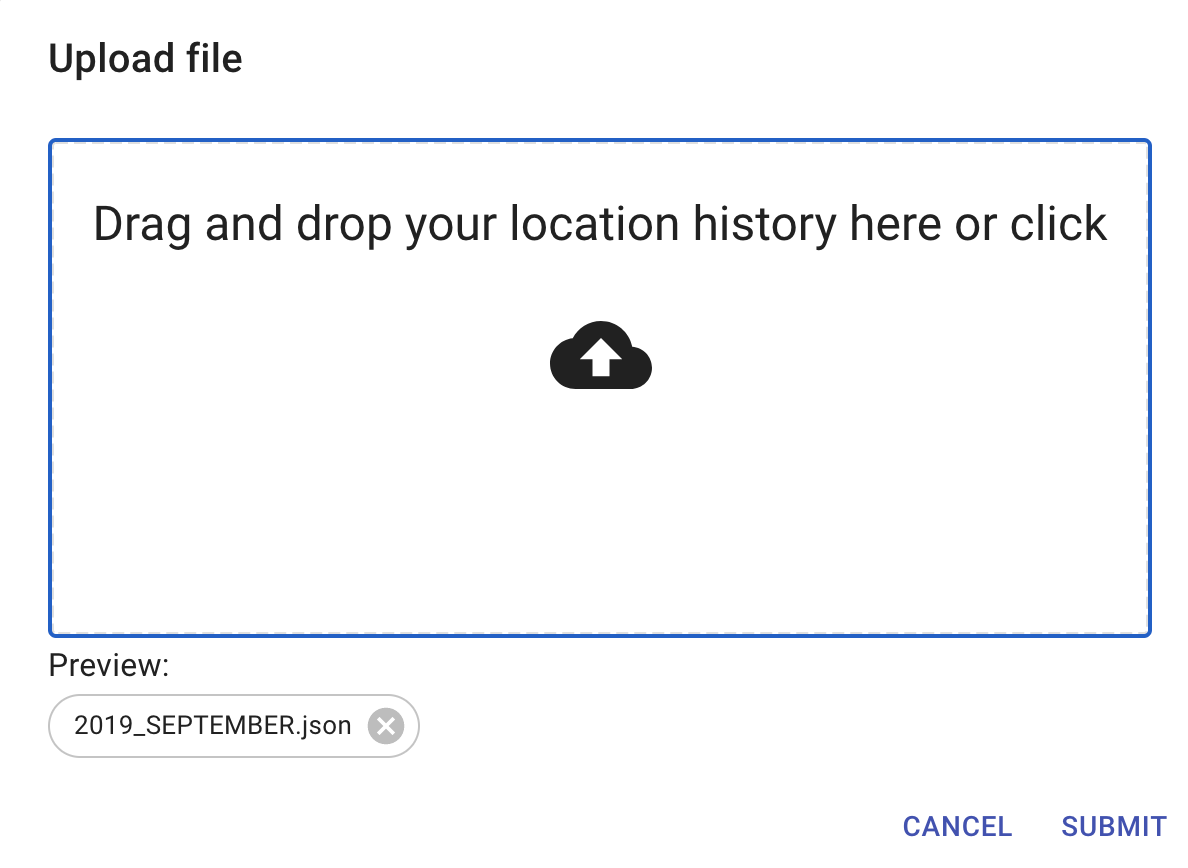 Upload file
Drag and drop your location history here or click
Preview:
2019_SEPTEMBER.json
CANCEL SUBMIT